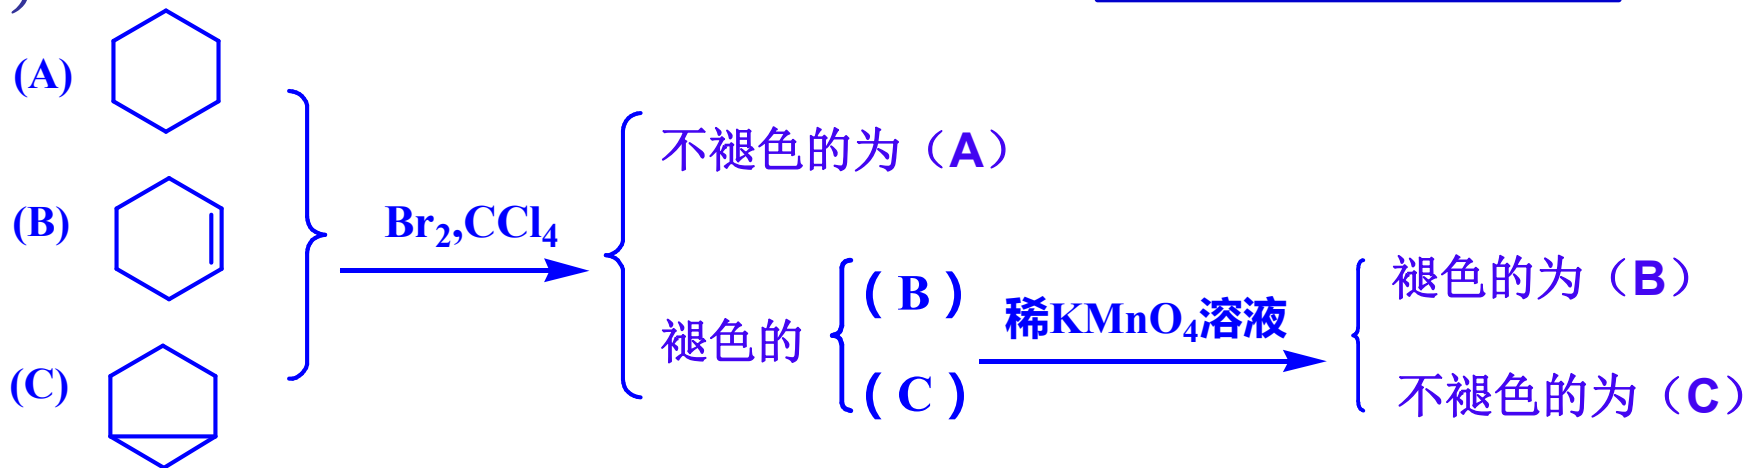 (A)
(B)
(C)
Br₂,CCl₄
不褪色的为（A）
褪色的
( B )
( C )
稀KMnO₄溶液
褪色的为（B）
不褪色的为（C）